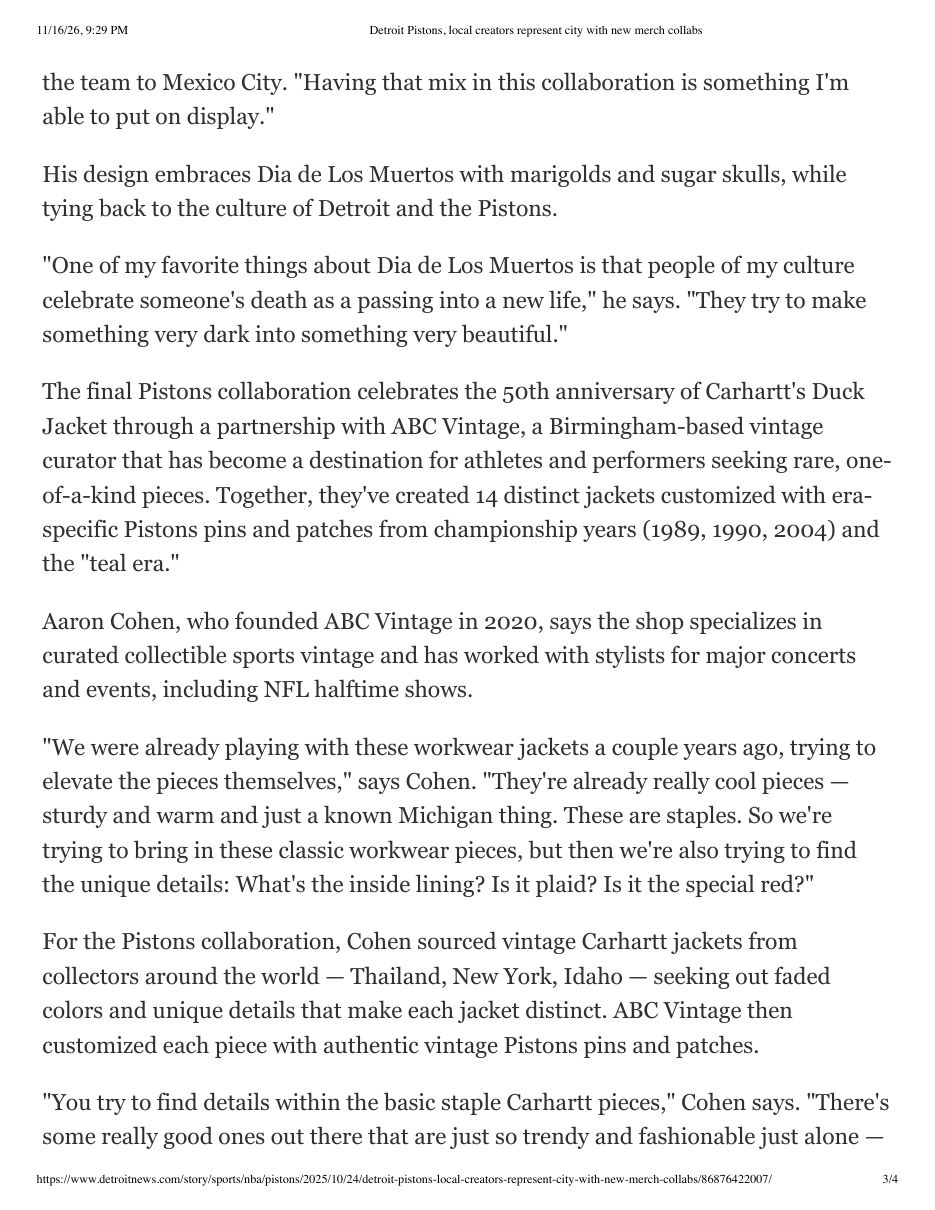 11/16/26, 9:29 PM Detroit Pistons, local creators represent city with new merch collabs
the team to Mexico City. "Having that mix in this collaboration is something I'm
able to put on display."
His design embraces Dia de Los Muertos with marigolds and sugar skulls, while
tying back to the culture of Detroit and the Pistons.
"One of my favorite things about Dia de Los Muertos is that people of my culture
celebrate someone's death as a passing into a new life," he says. "They try to make
something very dark into something very beautiful."
The final Pistons collaboration celebrates the 50th anniversary of Carhartt's Duck
Jacket through a partnership with ABC Vintage, a Birmingham-based vintage
curator that has become a destination for athletes and performers seeking rare, one-
of-a-kind pieces. Together, they've created 14 distinct jackets customized with era-
specific Pistons pins and patches from championship years (1989, 1990, 2004) and
the "teal era."
Aaron Cohen, who founded ABC Vintage in 2020, says the shop specializes in
curated collectible sports vintage and has worked with stylists for major concerts
and events, including NFL halftime shows.
"We were already playing with these workwear jackets a couple years ago, trying to
elevate the pieces themselves," says Cohen. "They're already really cool pieces —
sturdy and warm and just a known Michigan thing. These are staples. So we're
trying to bring in these classic workwear pieces, but then we're also trying to find
the unique details: What's the inside lining? Is it plaid? Is it the special red?"
For the Pistons collaboration, Cohen sourced vintage Carhartt jackets from
collectors around the world — Thailand, New York, Idaho — seeking out faded
colors and unique details that make each jacket distinct. ABC Vintage then
customized each piece with authentic vintage Pistons pins and patches.
"You try to find details within the basic staple Carhartt pieces," Cohen says. "There's
some really good ones out there that are just so trendy and fashionable just alone —
https://www.detroitnews.com/story/sports/nba/pistons/2025/10/24/detroit-pistons-local-creators-represent-city-with-new-merch-collabs/86876422007/ 3/4